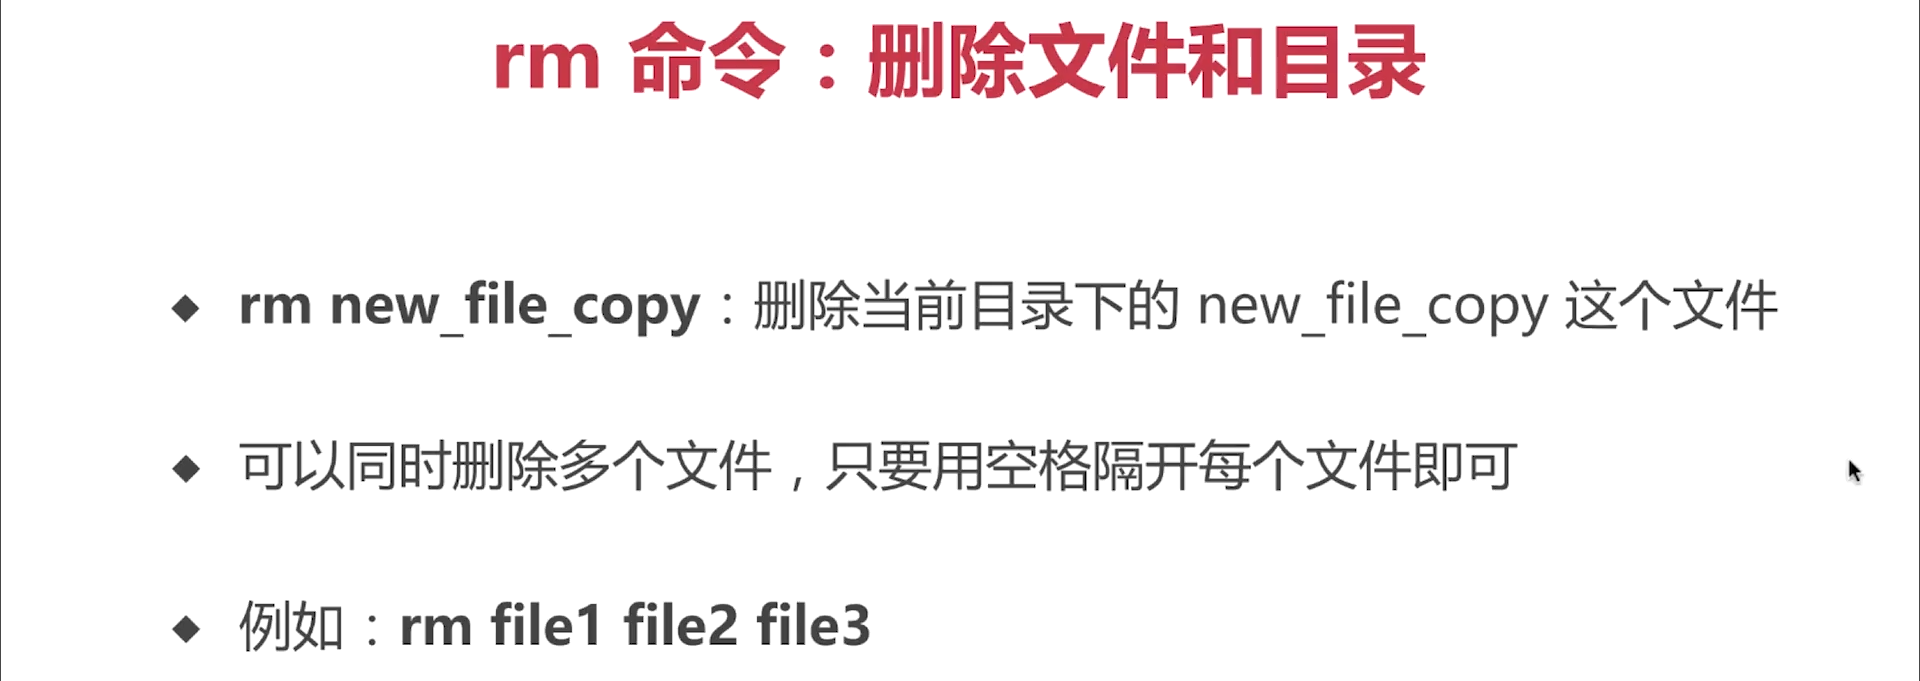 rm 命令：删除文件和目录
◆ rm new_file_copy：删除当前目录下的 new_file_copy 这个文件
◆ 可以同时删除多个文件，只要用空格隔开每个文件即可
◆ 例如：rm file1 file2 file3